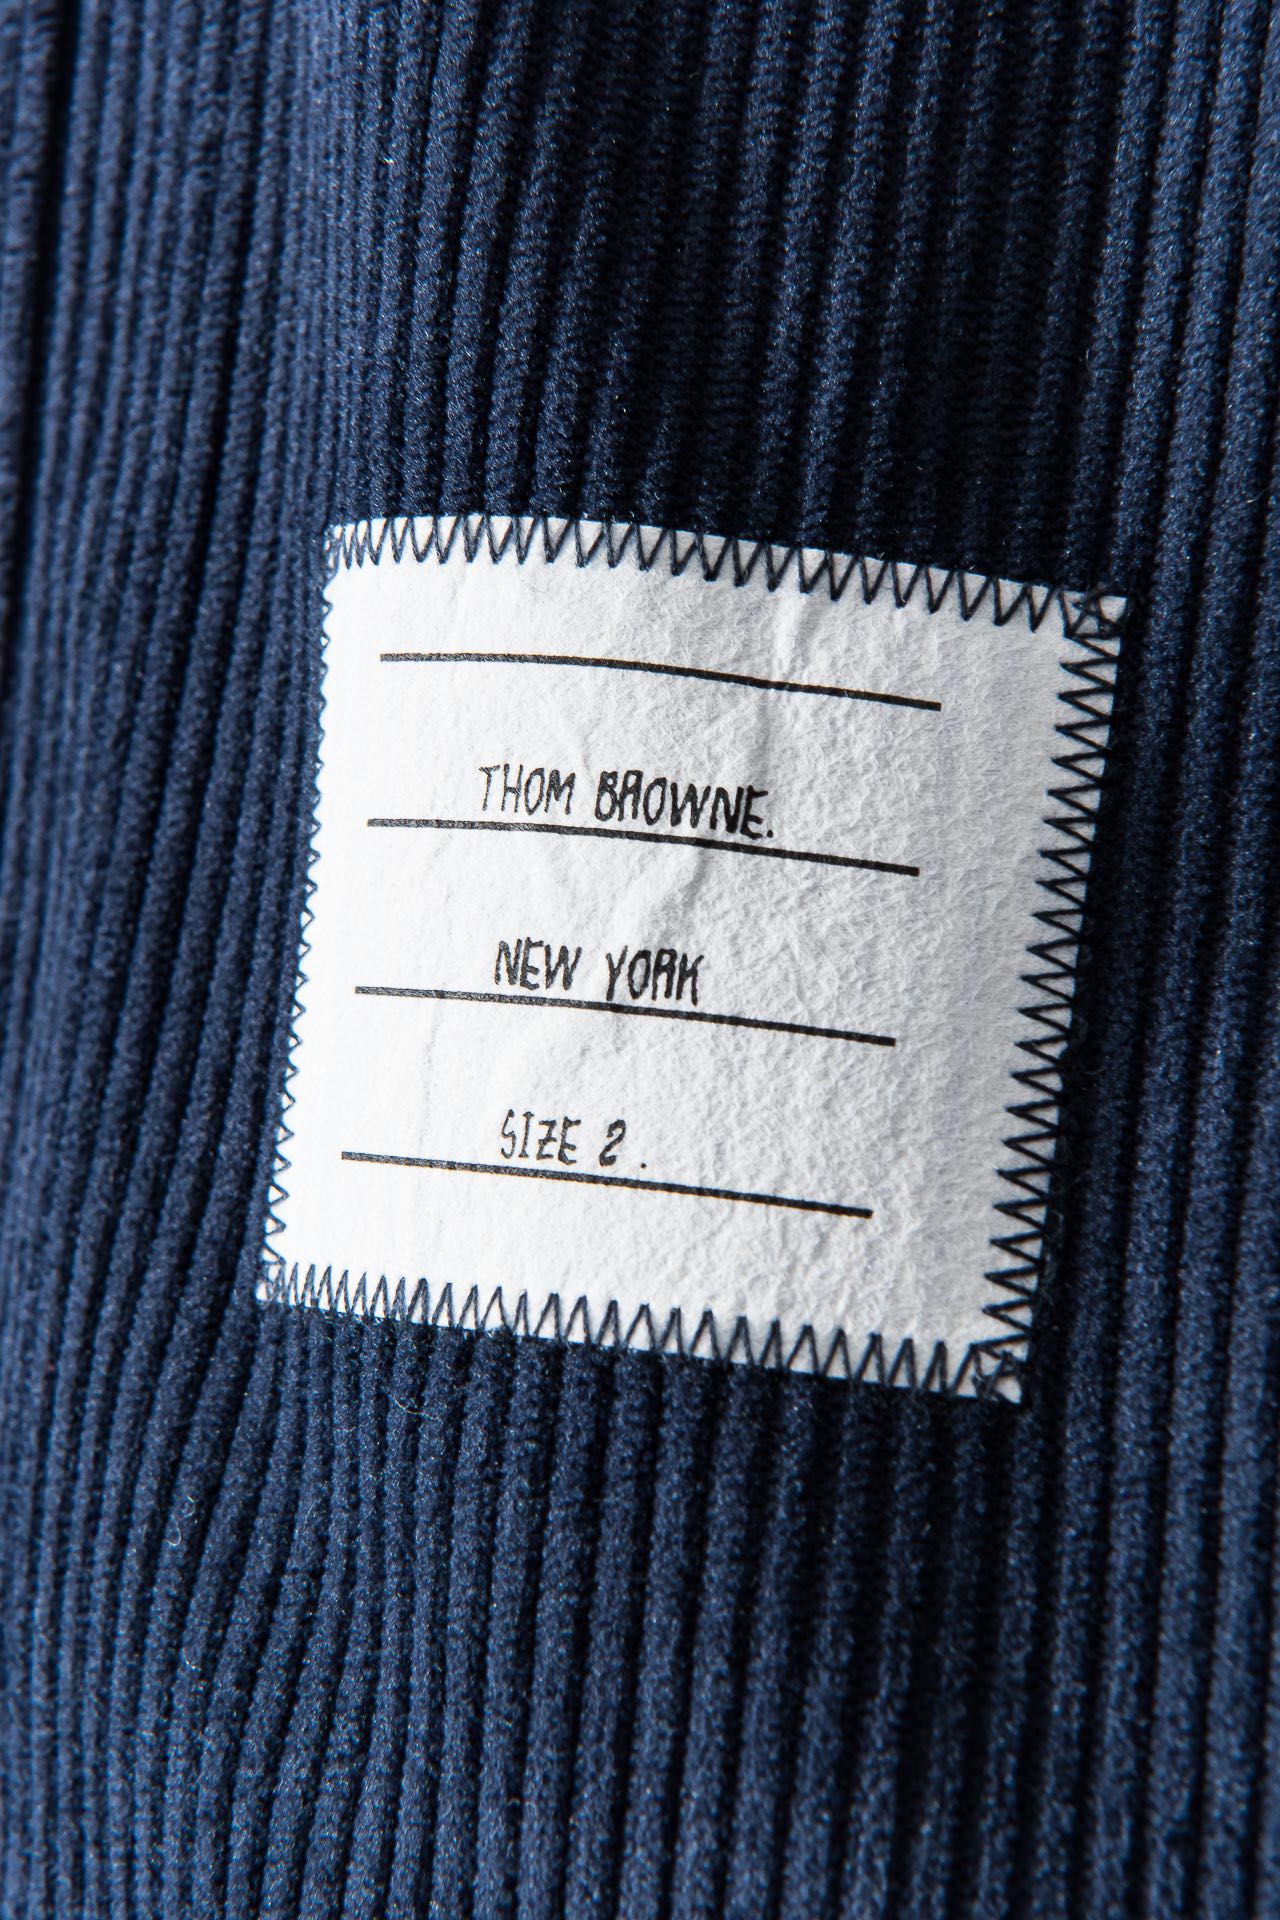 THOM BROWNE.
NEW YORK
SIZE 2.